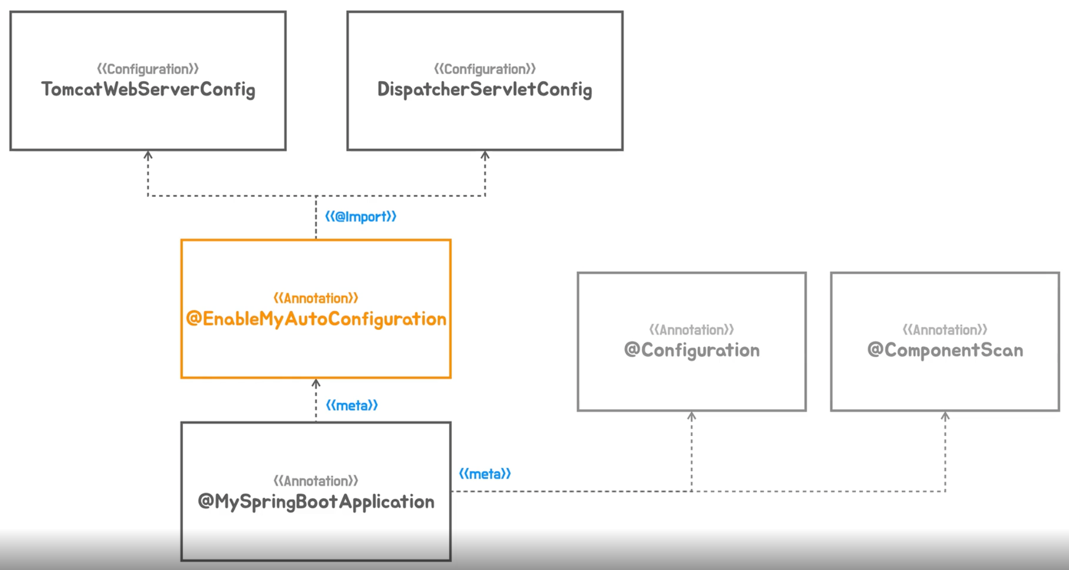 ⟪Configuration⟫
TomcatWebServerConfig
⟪Configuration⟫
DispatcherServletConfig
⟪@Import⟫
⟪Annotation⟫
@EnableMyAutoConfiguration
⟪Annotation⟫
@Configuration
⟪Annotation⟫
@ComponentScan
⟪meta⟫
⟪meta⟫
⟪Annotation⟫
@MySpringBootApplication